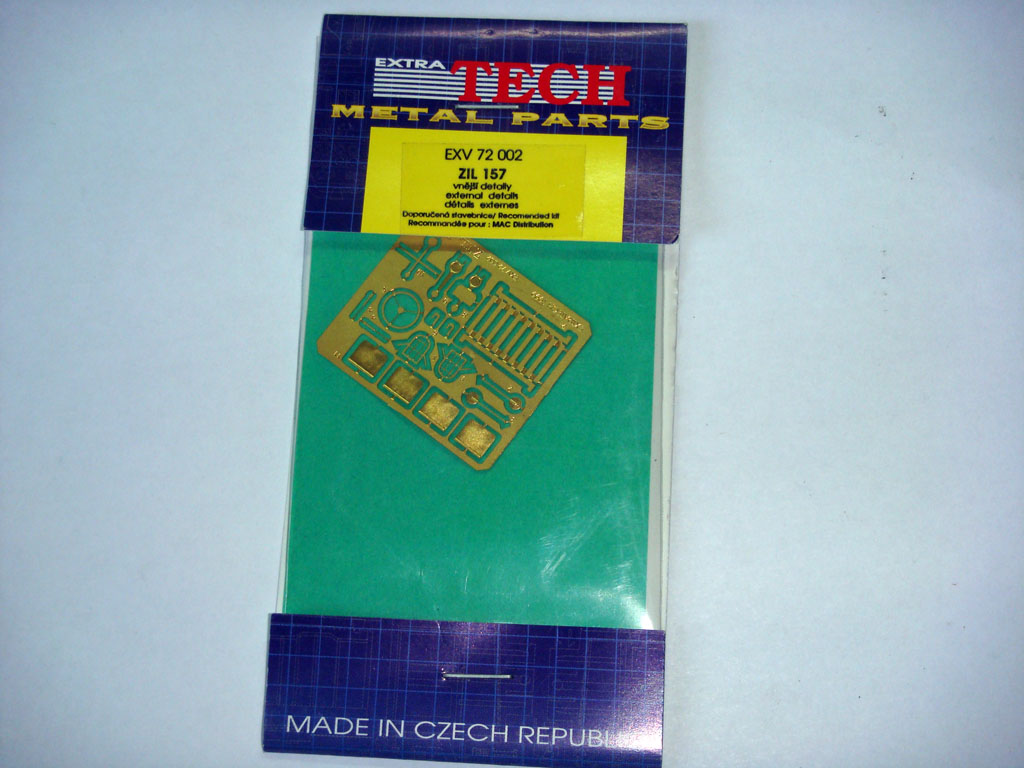 EXTRA TECH
METAL PARTS
EXV 72 002
ZIL 157
vnější detaily
external details
détails externes
Doporučená stavebnice/ Recomended kit
Recommandée pour : MAC Distribution
MADE IN CZECH REPUBLI